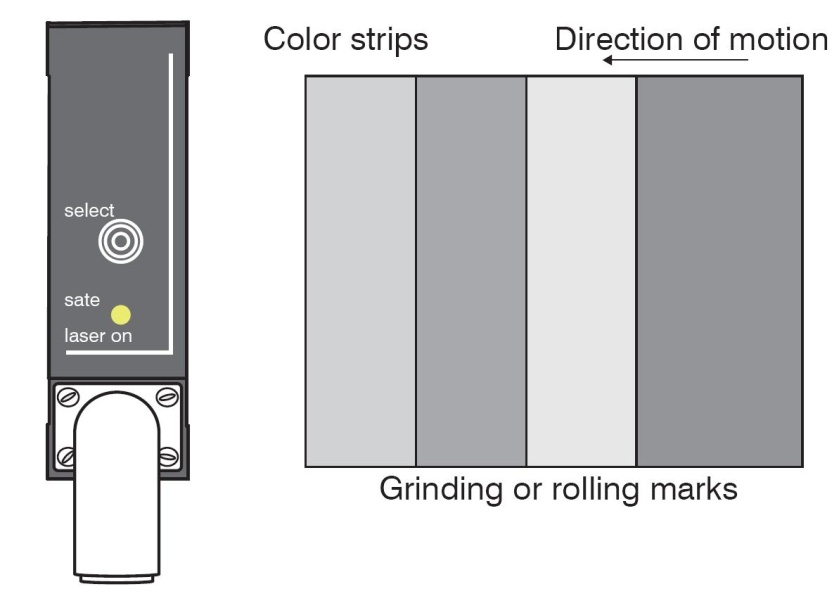 Color strips
Direction of motion
select
sate
laser on
Grinding or rolling marks